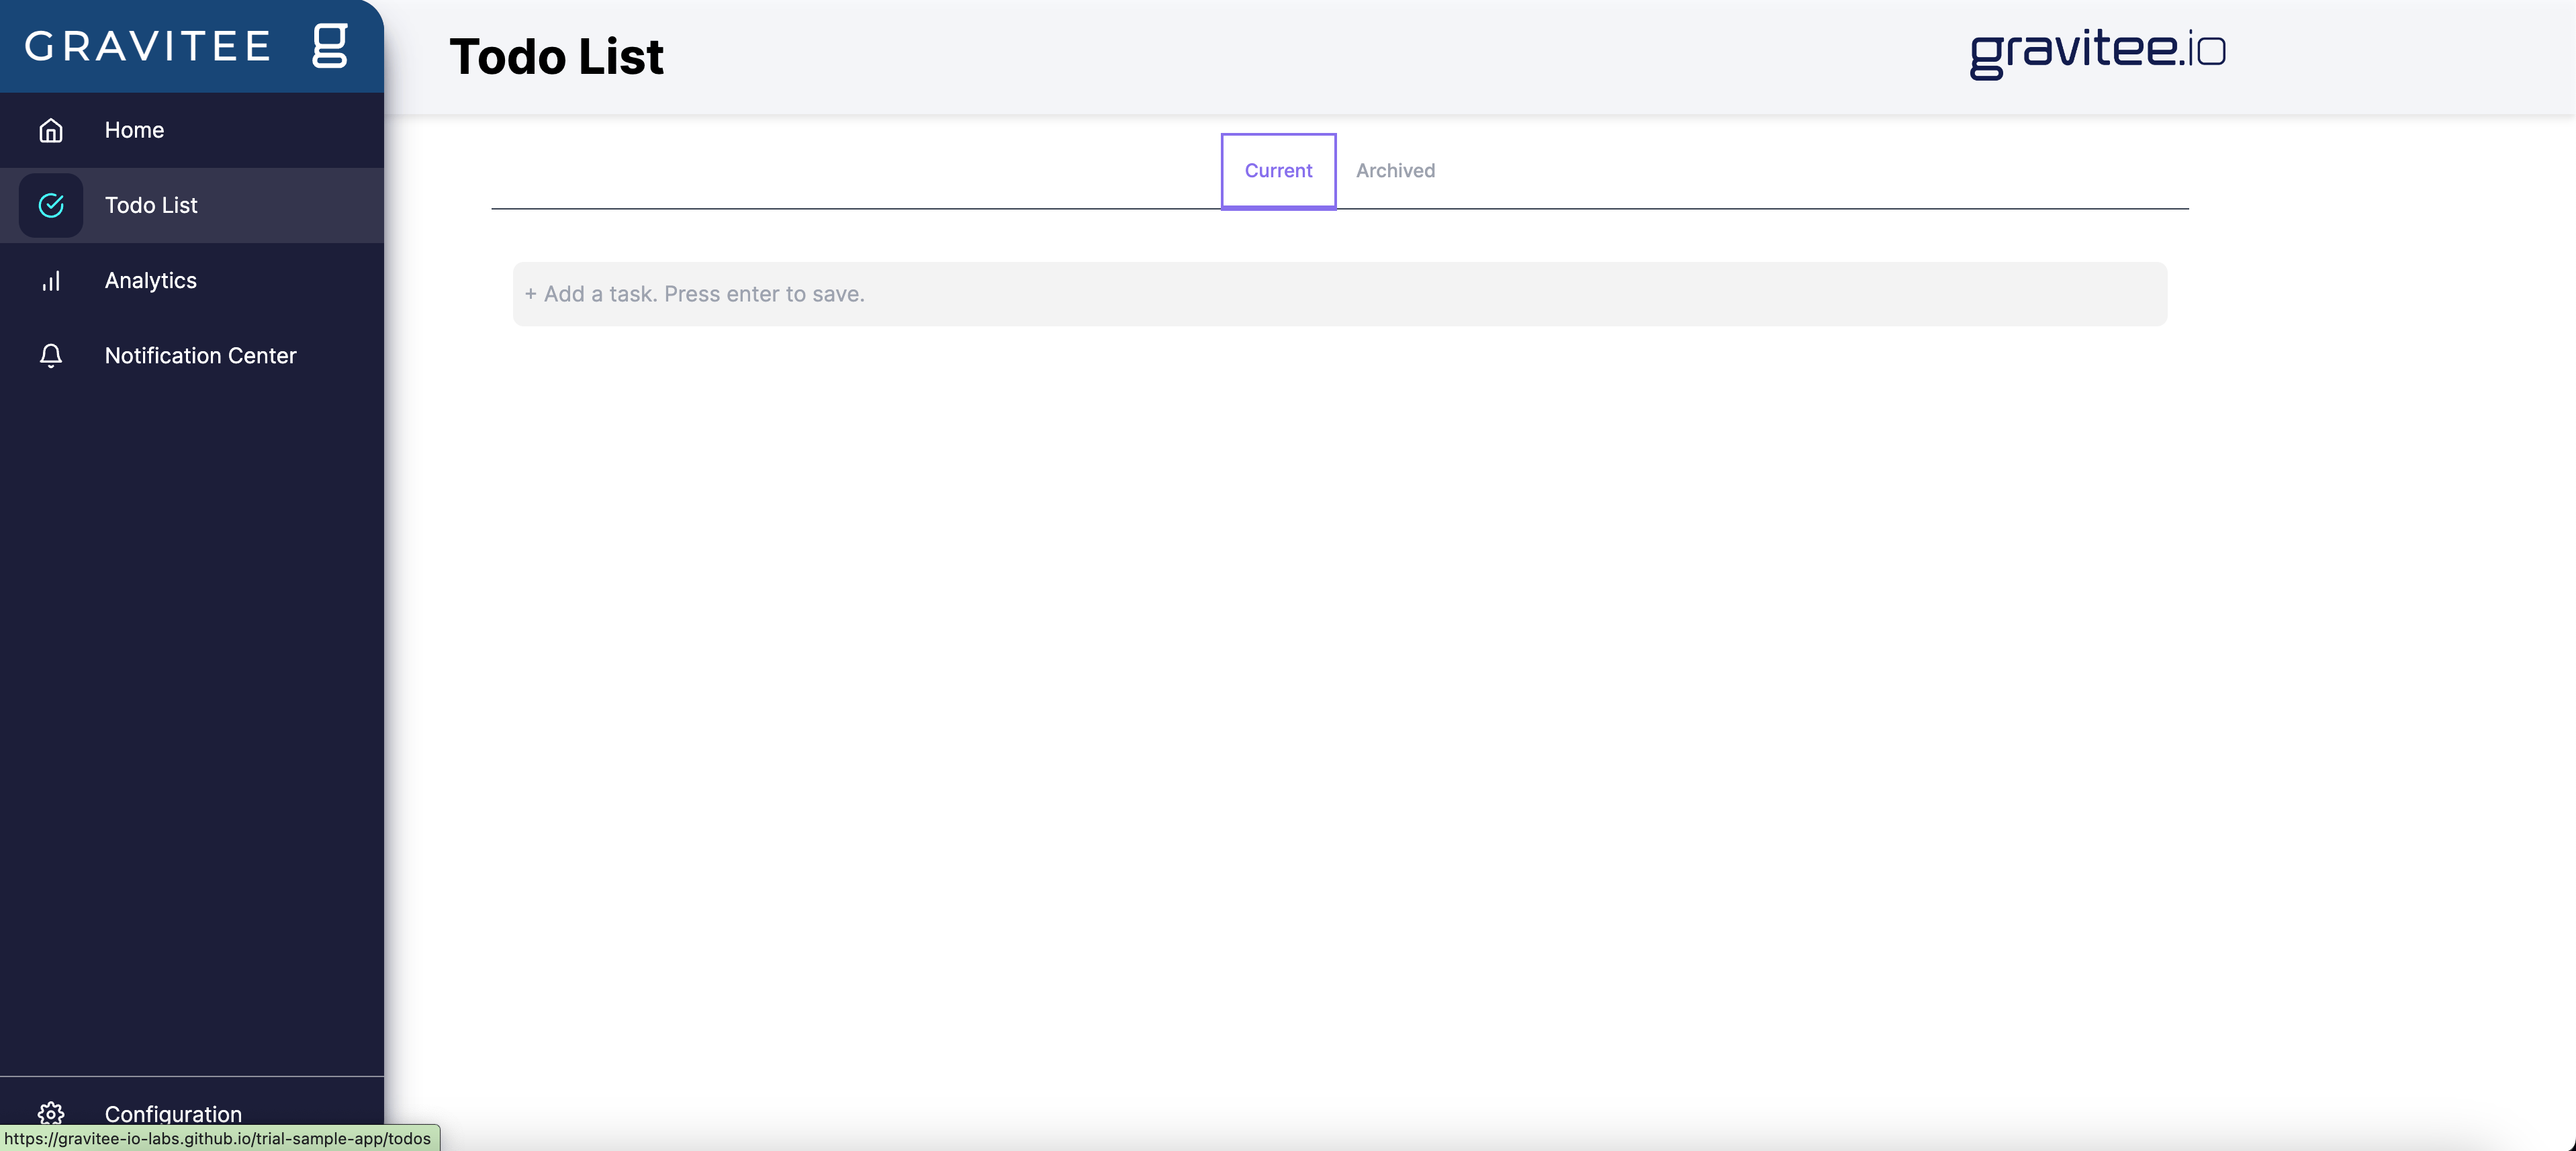 GRAVITEE g
Todo List
gravitee.io
Home
Todo List
Analytics
Notification Center
Current
Archived
+ Add a task. Press enter to save.
Configuration
https://gravitee-io-labs.github.io/trial-sample-app/todos